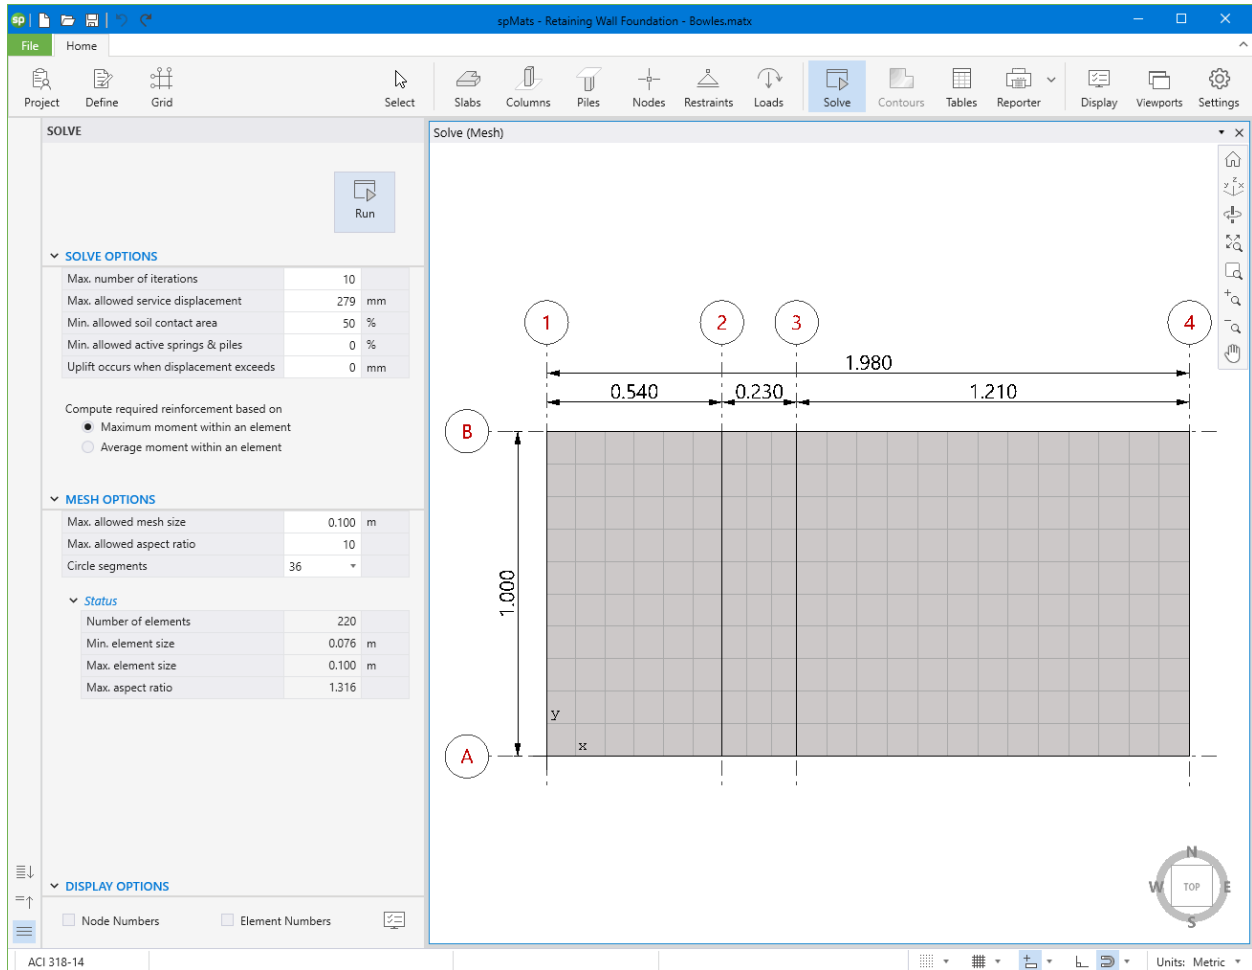 sp
spMats - Retaining Wall Foundation - Bowles.matx
File Home
Project Define Grid Select Slabs Columns Piles Nodes Restraints Loads Solve Contours Tables Reporter Display Viewports Settings
SOLVE
Run
SOLVE OPTIONS
Max. number of iterations 10
Max. allowed service displacement 279 mm
Min. allowed soil contact area 50 %
Min. allowed active springs & piles 0 %
Uplift occurs when displacement exceeds 0 mm
Compute required reinforcement based on
Maximum moment within an element
Average moment within an element
MESH OPTIONS
Max. allowed mesh size 0.100 m
Max. allowed aspect ratio 10
Circle segments 36
Status
Number of elements 220
Min. element size 0.076 m
Max. element size 0.100 m
Max. aspect ratio 1.316
DISPLAY OPTIONS
Node Numbers Element Numbers
Solve (Mesh)
y z x
1 2 3 4
1.980
0.540 0.230 1.210
B
1.000
y
x
A
N
W TOP E
S
ACI 318-14
Units: Metric